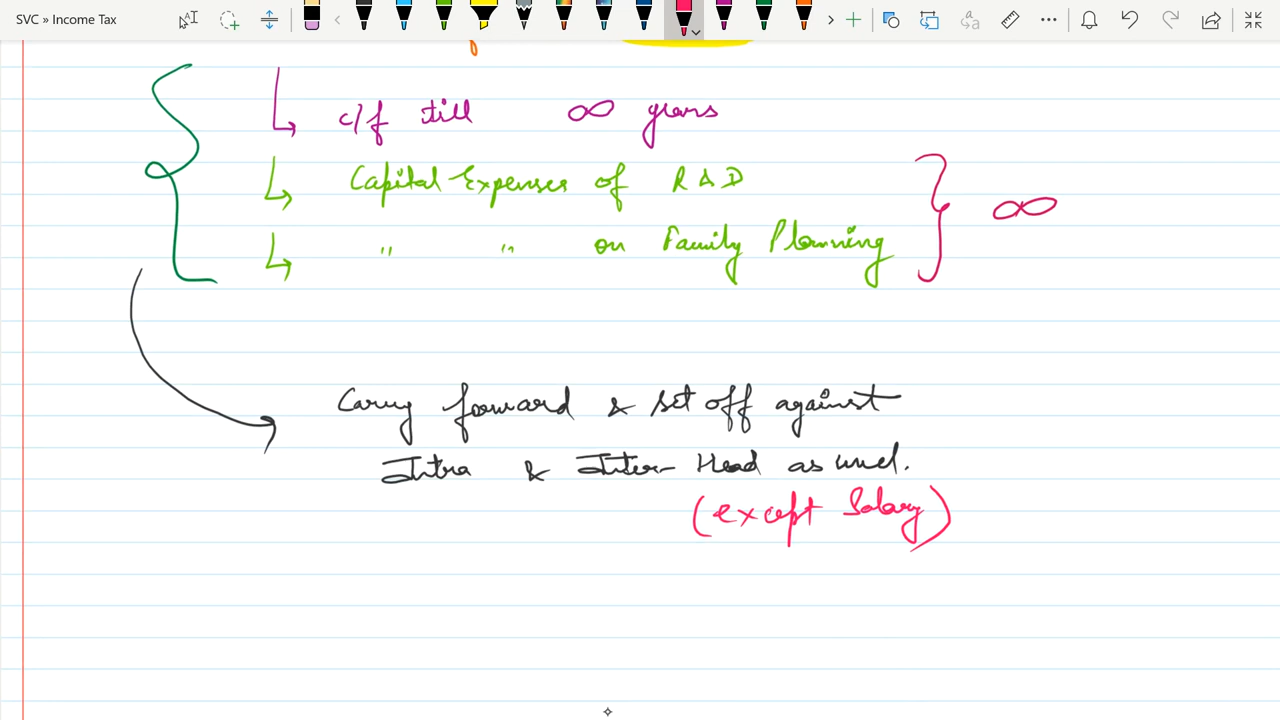 SVC » Income Tax
↳ c/f till ∞ years
↳ Capital Expenses of R & D
↳ " " on Family Planning
∞
Carry forward & set off against
Intra & Inter-Head as well.
(except Salary)